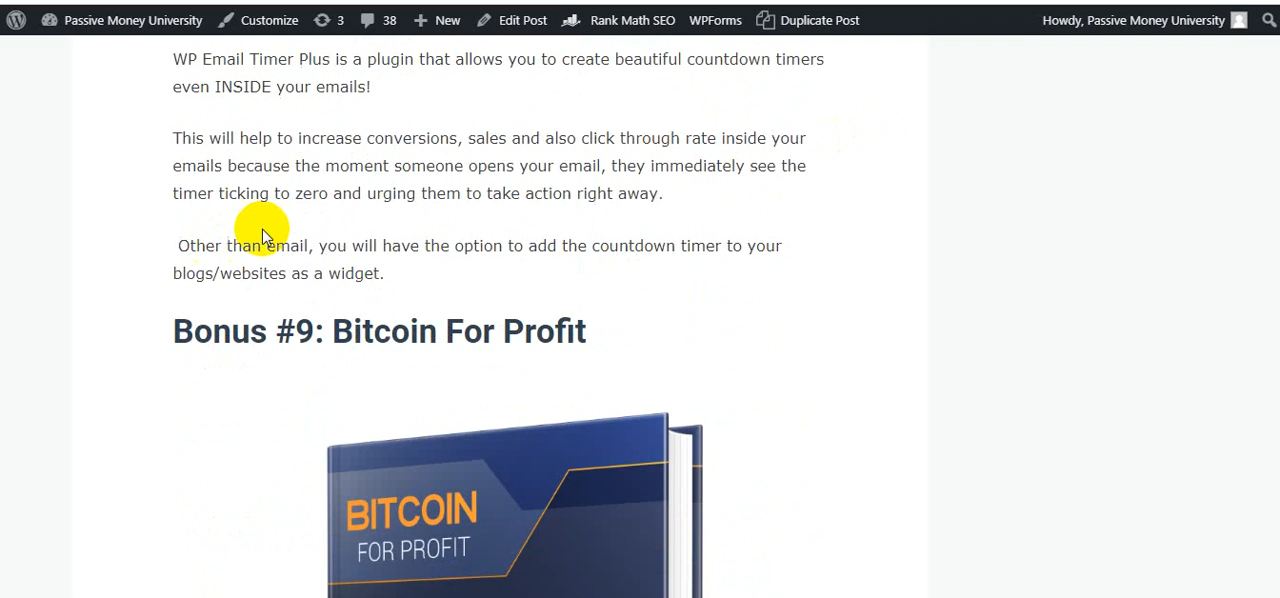 Passive Money University Customize 3 38 New Edit Post Rank Math SEO WPForms Duplicate Post Howdy, Passive Money University
WP Email Timer Plus is a plugin that allows you to create beautiful countdown timers
even INSIDE your emails!
This will help to increase conversions, sales and also click through rate inside your
emails because the moment someone opens your email, they immediately see the
timer ticking to zero and urging them to take action right away.
Other than email, you will have the option to add the countdown timer to your
blogs/websites as a widget.
Bonus #9: Bitcoin For Profit
BITCOIN
FOR PROFIT